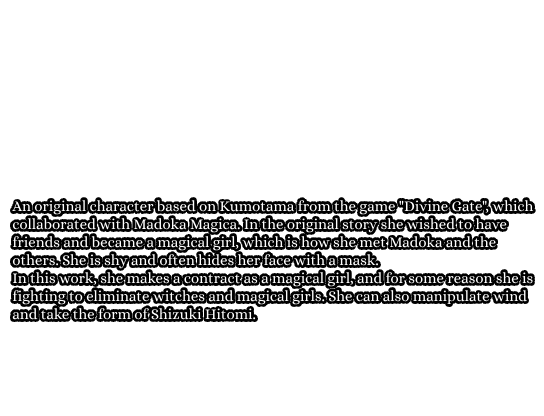 An original character based on Kumotama from the game "Divine Gate", which
collaborated with Madoka Magica. In the original story she wished to have
friends and became a magical girl, which is how she met Madoka and the
others. She is shy and often hides her face with a mask.
In this work, she makes a contract as a magical girl, and for some reason she is
fighting to eliminate witches and magical girls. She can also manipulate wind
and take the form of Shizuki Hitomi.